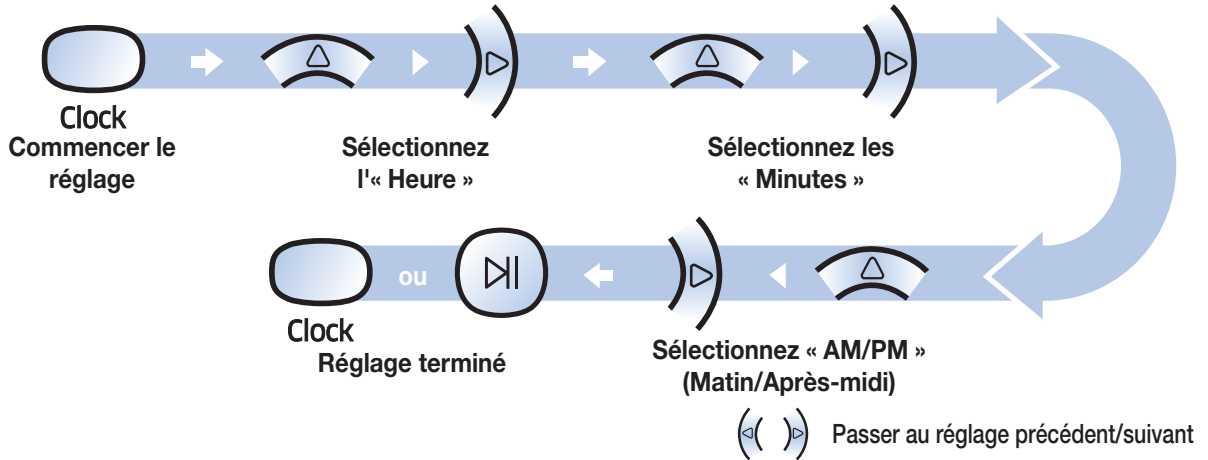 Clock
Commencer le
réglage
Sélectionnez
l'« Heure »
Sélectionnez les
« Minutes »
ou
Clock
Réglage terminé
Sélectionnez « AM/PM »
(Matin/Après-midi)
Passer au réglage précédent/suivant